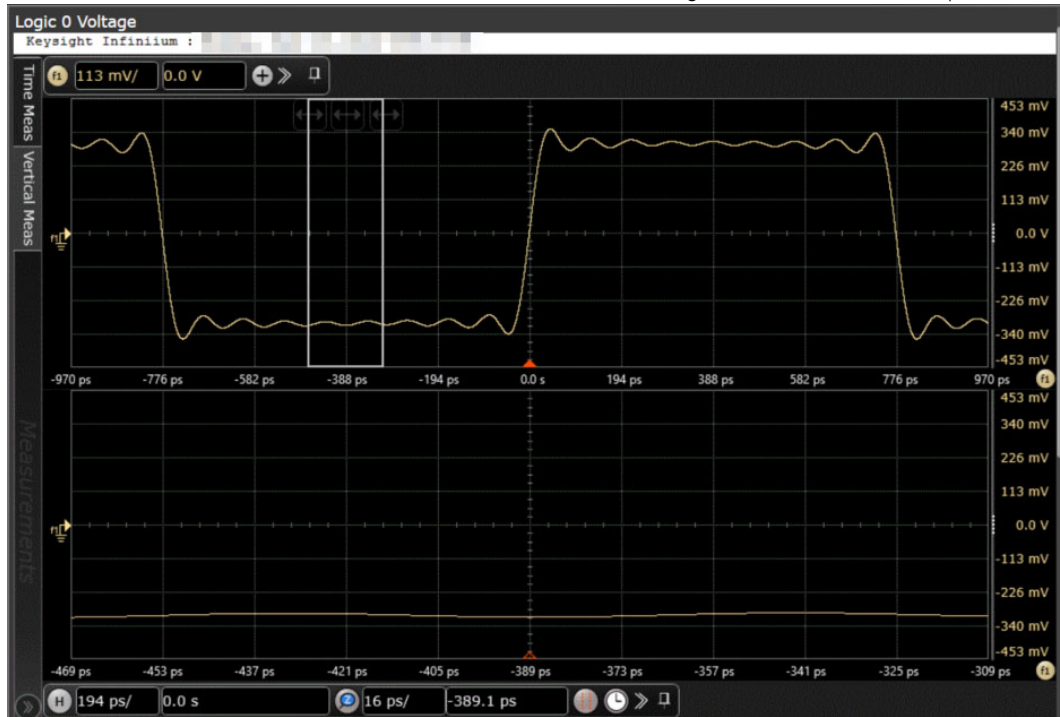 Logic 0 Voltage
Keysight Infiniium :
Time Meas
Vertical Meas
Measurements
f1 113 mV/ 0.0 V
453 mV
340 mV
226 mV
113 mV
0.0 V
-113 mV
-226 mV
-340 mV
-453 mV
f1
-970 ps -776 ps -582 ps -388 ps -194 ps 0.0 s 194 ps 388 ps 582 ps 776 ps 970 ps f1
453 mV
340 mV
226 mV
113 mV
0.0 V
-113 mV
-226 mV
-340 mV
-453 mV
f1
-469 ps -453 ps -437 ps -421 ps -405 ps -389 ps -373 ps -357 ps -341 ps -325 ps -309 ps f1
H 194 ps/ 0.0 s Z 16 ps/ -389.1 ps